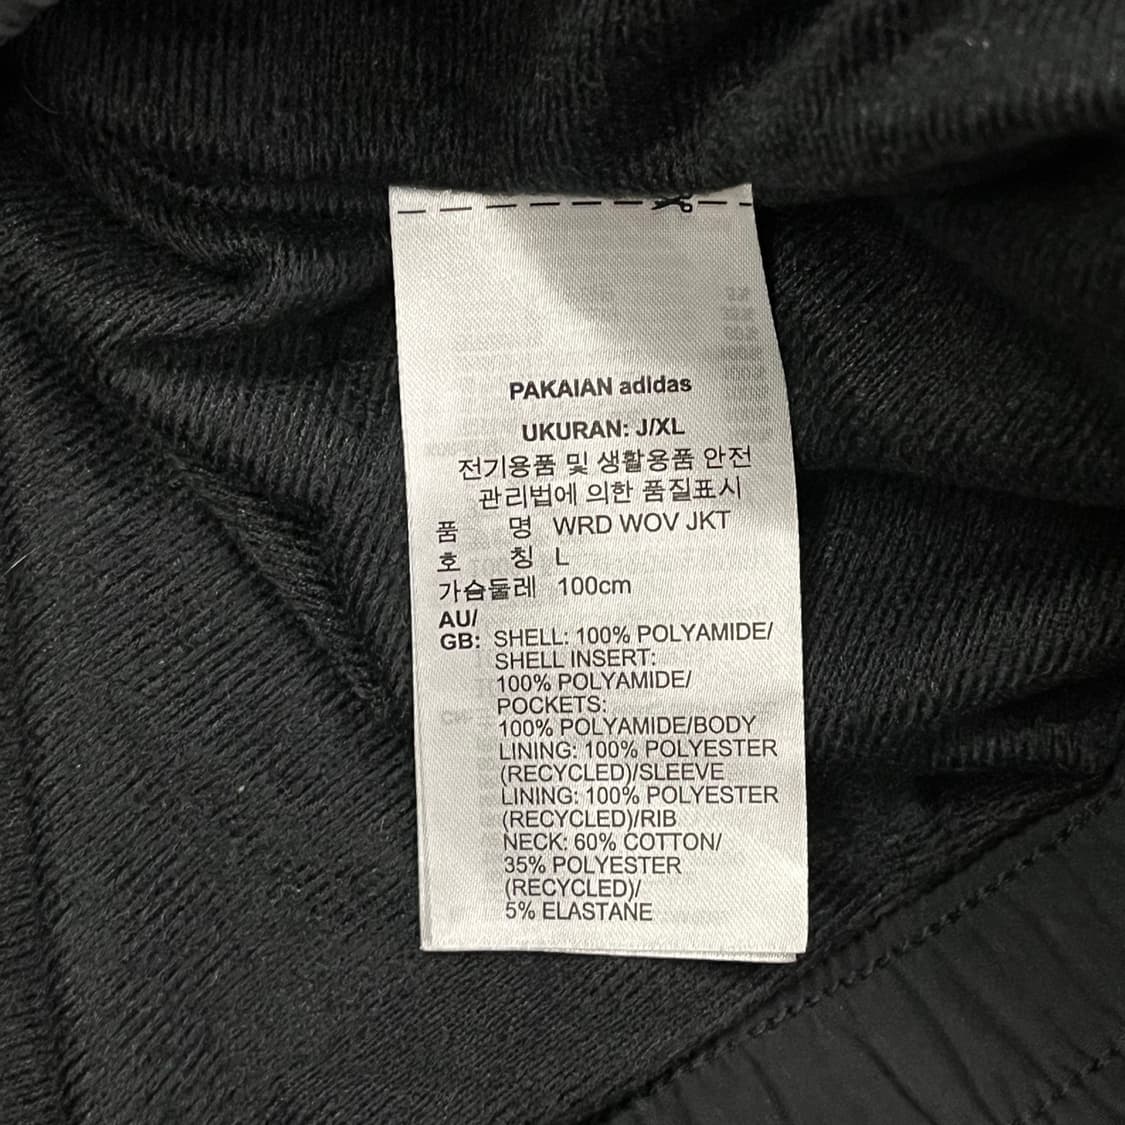 PAKAIAN adidas
UKURAN: J/XL
전기용품 및 생활용품 안전
관리법에 의한 품질표시
품 명 WRD WOV JKT
호 칭 L
가슴둘레 100cm
AU/
GB: SHELL: 100% POLYAMIDE/
SHELL INSERT:
100% POLYAMIDE/
POCKETS:
100% POLYAMIDE/BODY
LINING: 100% POLYESTER
(RECYCLED)/SLEEVE
LINING: 100% POLYESTER
(RECYCLED)/RIB
NECK: 60% COTTON/
35% POLYESTER
(RECYCLED)/
5% ELASTANE